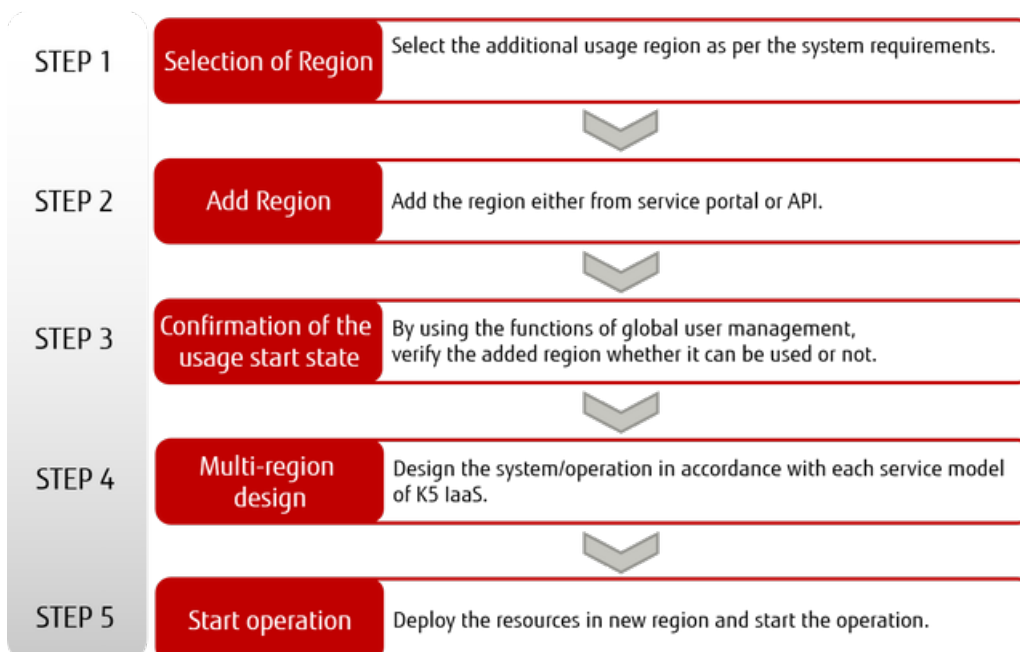 STEP 1
Selection of Region
Select the additional usage region as per the system requirements.
STEP 2
Add Region
Add the region either from service portal or API.
STEP 3
Confirmation of the
usage start state
By using the functions of global user management,
verify the added region whether it can be used or not.
STEP 4
Multi-region
design
Design the system/operation in accordance with each service model
of K5 IaaS.
STEP 5
Start operation
Deploy the resources in new region and start the operation.